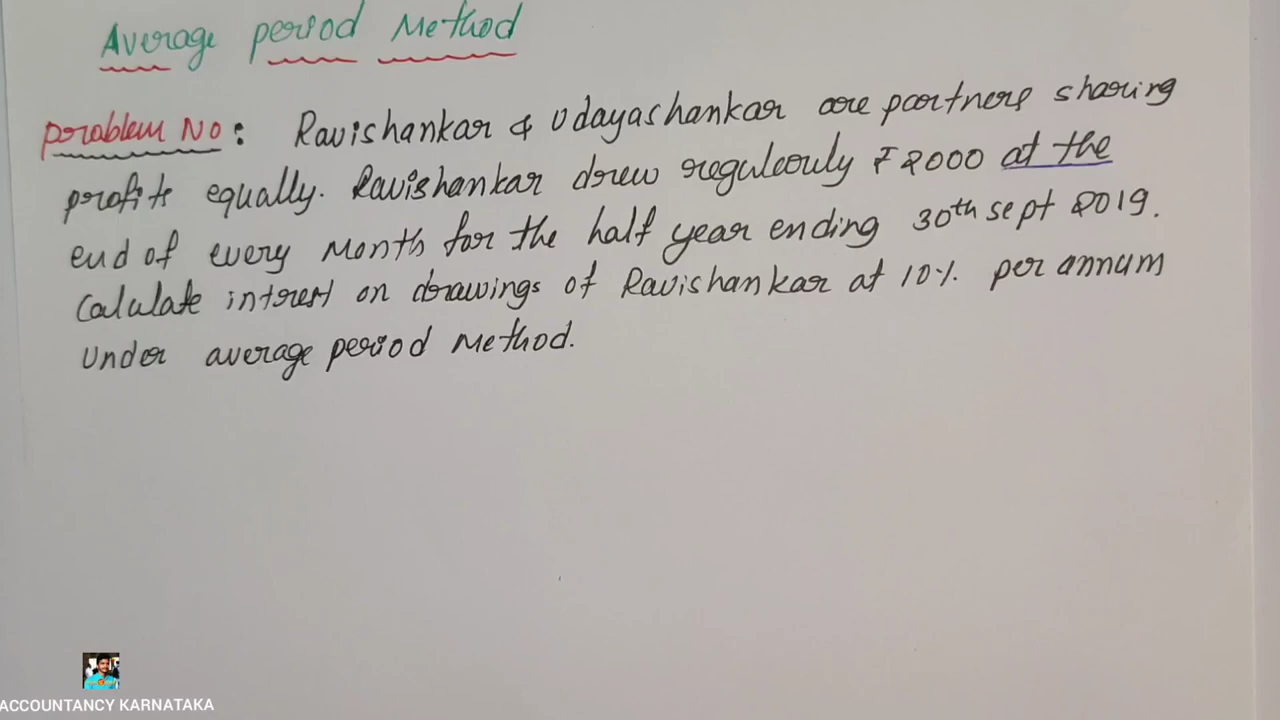 Average period Method
problem No: Ravishankar & Udayashankar are partners sharing
profits equally. Ravishankar drew regularly ₹2000 at the
end of every Month for the half year ending 30th sept 2019.
Calulate interest on drawings of Ravishankar at 10% per annum
Under average period Method.
ACCOUNTANCY KARNATAKA